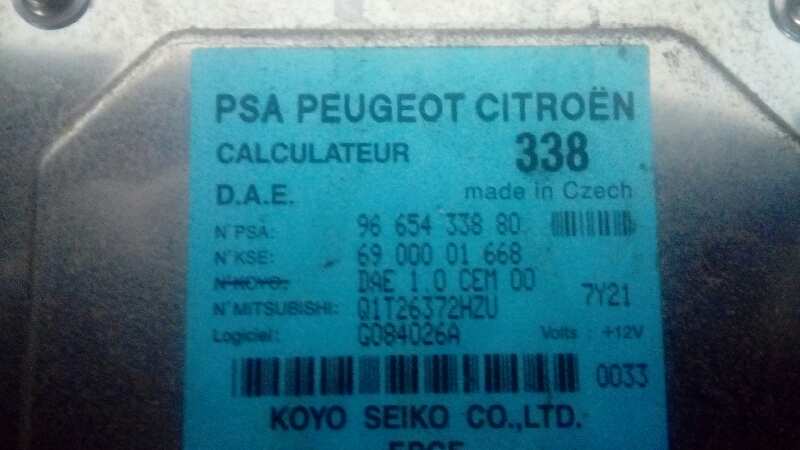 PSA PEUGEOT CITROËN
CALCULATEUR 338
D.A.E. made in Czech
N°PSA: 96 654 338 80
N°KSE: 69 000 01 668
N°KOYO: DAE 1.0 CEM 00 7Y21
N°MITSUBISHI: Q1T26372HZU
Logiciel: G084026A Volts : +12V
0033
KOYO SEIKO CO.,LTD.